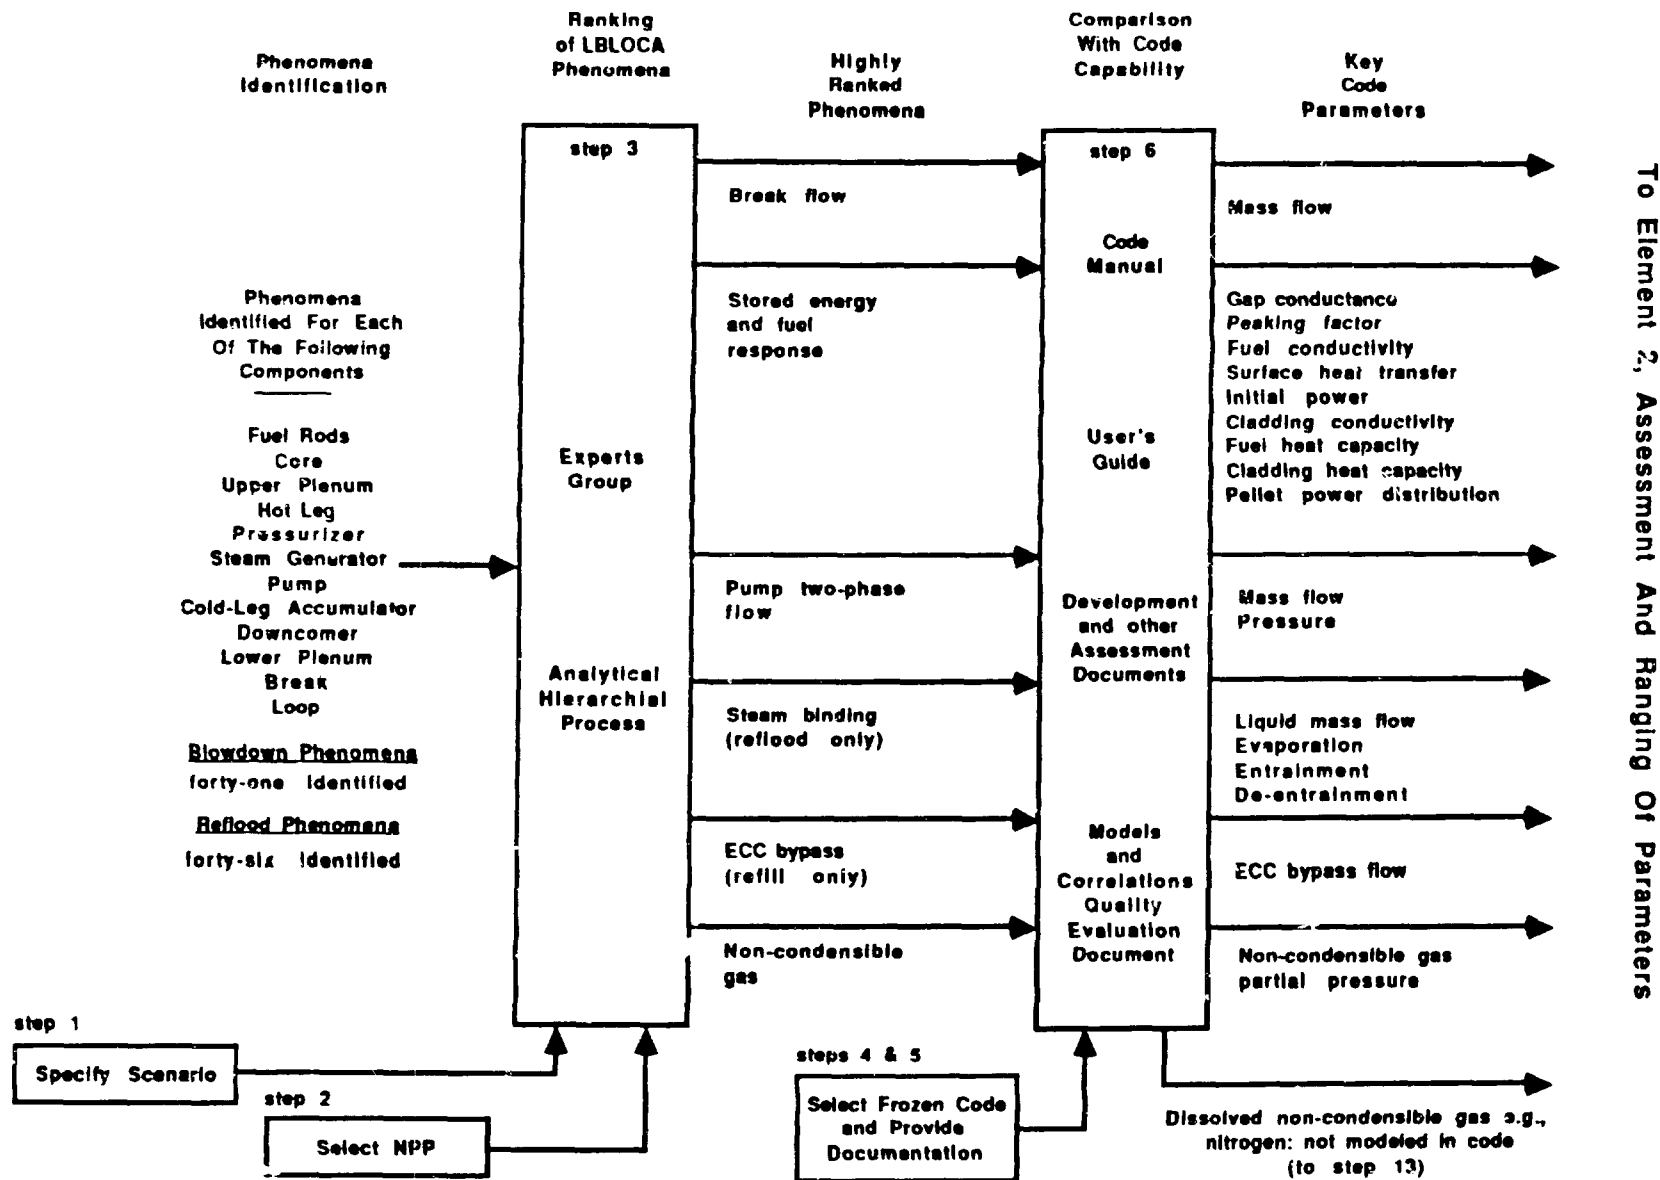 Phenomena
Identification
Ranking
of LBLOCA
Phenomena
Highly
Ranked
Phenomena
Comparison
With Code
Capability
Key
Code
Parameters
Phenomena
Identified For Each
Of The Following
Components
Fuel Rods
Core
Upper Plenum
Hot Leg
Pressurizer
Steam Generator
Pump
Cold-Leg Accumulator
Downcomer
Lower Plenum
Break
Loop
Blowdown Phenomena
forty-one Identified
Reflood Phenomena
forty-six Identified
step 3
Experts
Group
Analytical
Hierarchial
Process
Break flow
Stored energy
and fuel
response
Pump two-phase
flow
Steam binding
(reflood only)
ECC bypass
(refill only)
Non-condensible
gas
step 6
Code
Manual
User's
Guide
Development
and other
Assessment
Documents
Models
and
Correlations
Quality
Evaluation
Document
Mass flow
Gap conductance
Peaking factor
Fuel conductivity
Surface heat transfer
Initial power
Cladding conductivity
Fuel heat capacity
Cladding heat capacity
Pellet power distribution
Mass flow
Pressure
Liquid mass flow
Evaporation
Entrainment
De-entrainment
ECC bypass flow
Non-condensible gas
partial pressure
To Element 2, Assessment And Ranging Of Parameters
step 1
Specify Scenario
step 2
Select NPP
steps 4 & 5
Select Frozen Code
and Provide
Documentation
Dissolved non-condensible gas e.g.,
nitrogen: not modeled in code
(to step 13)